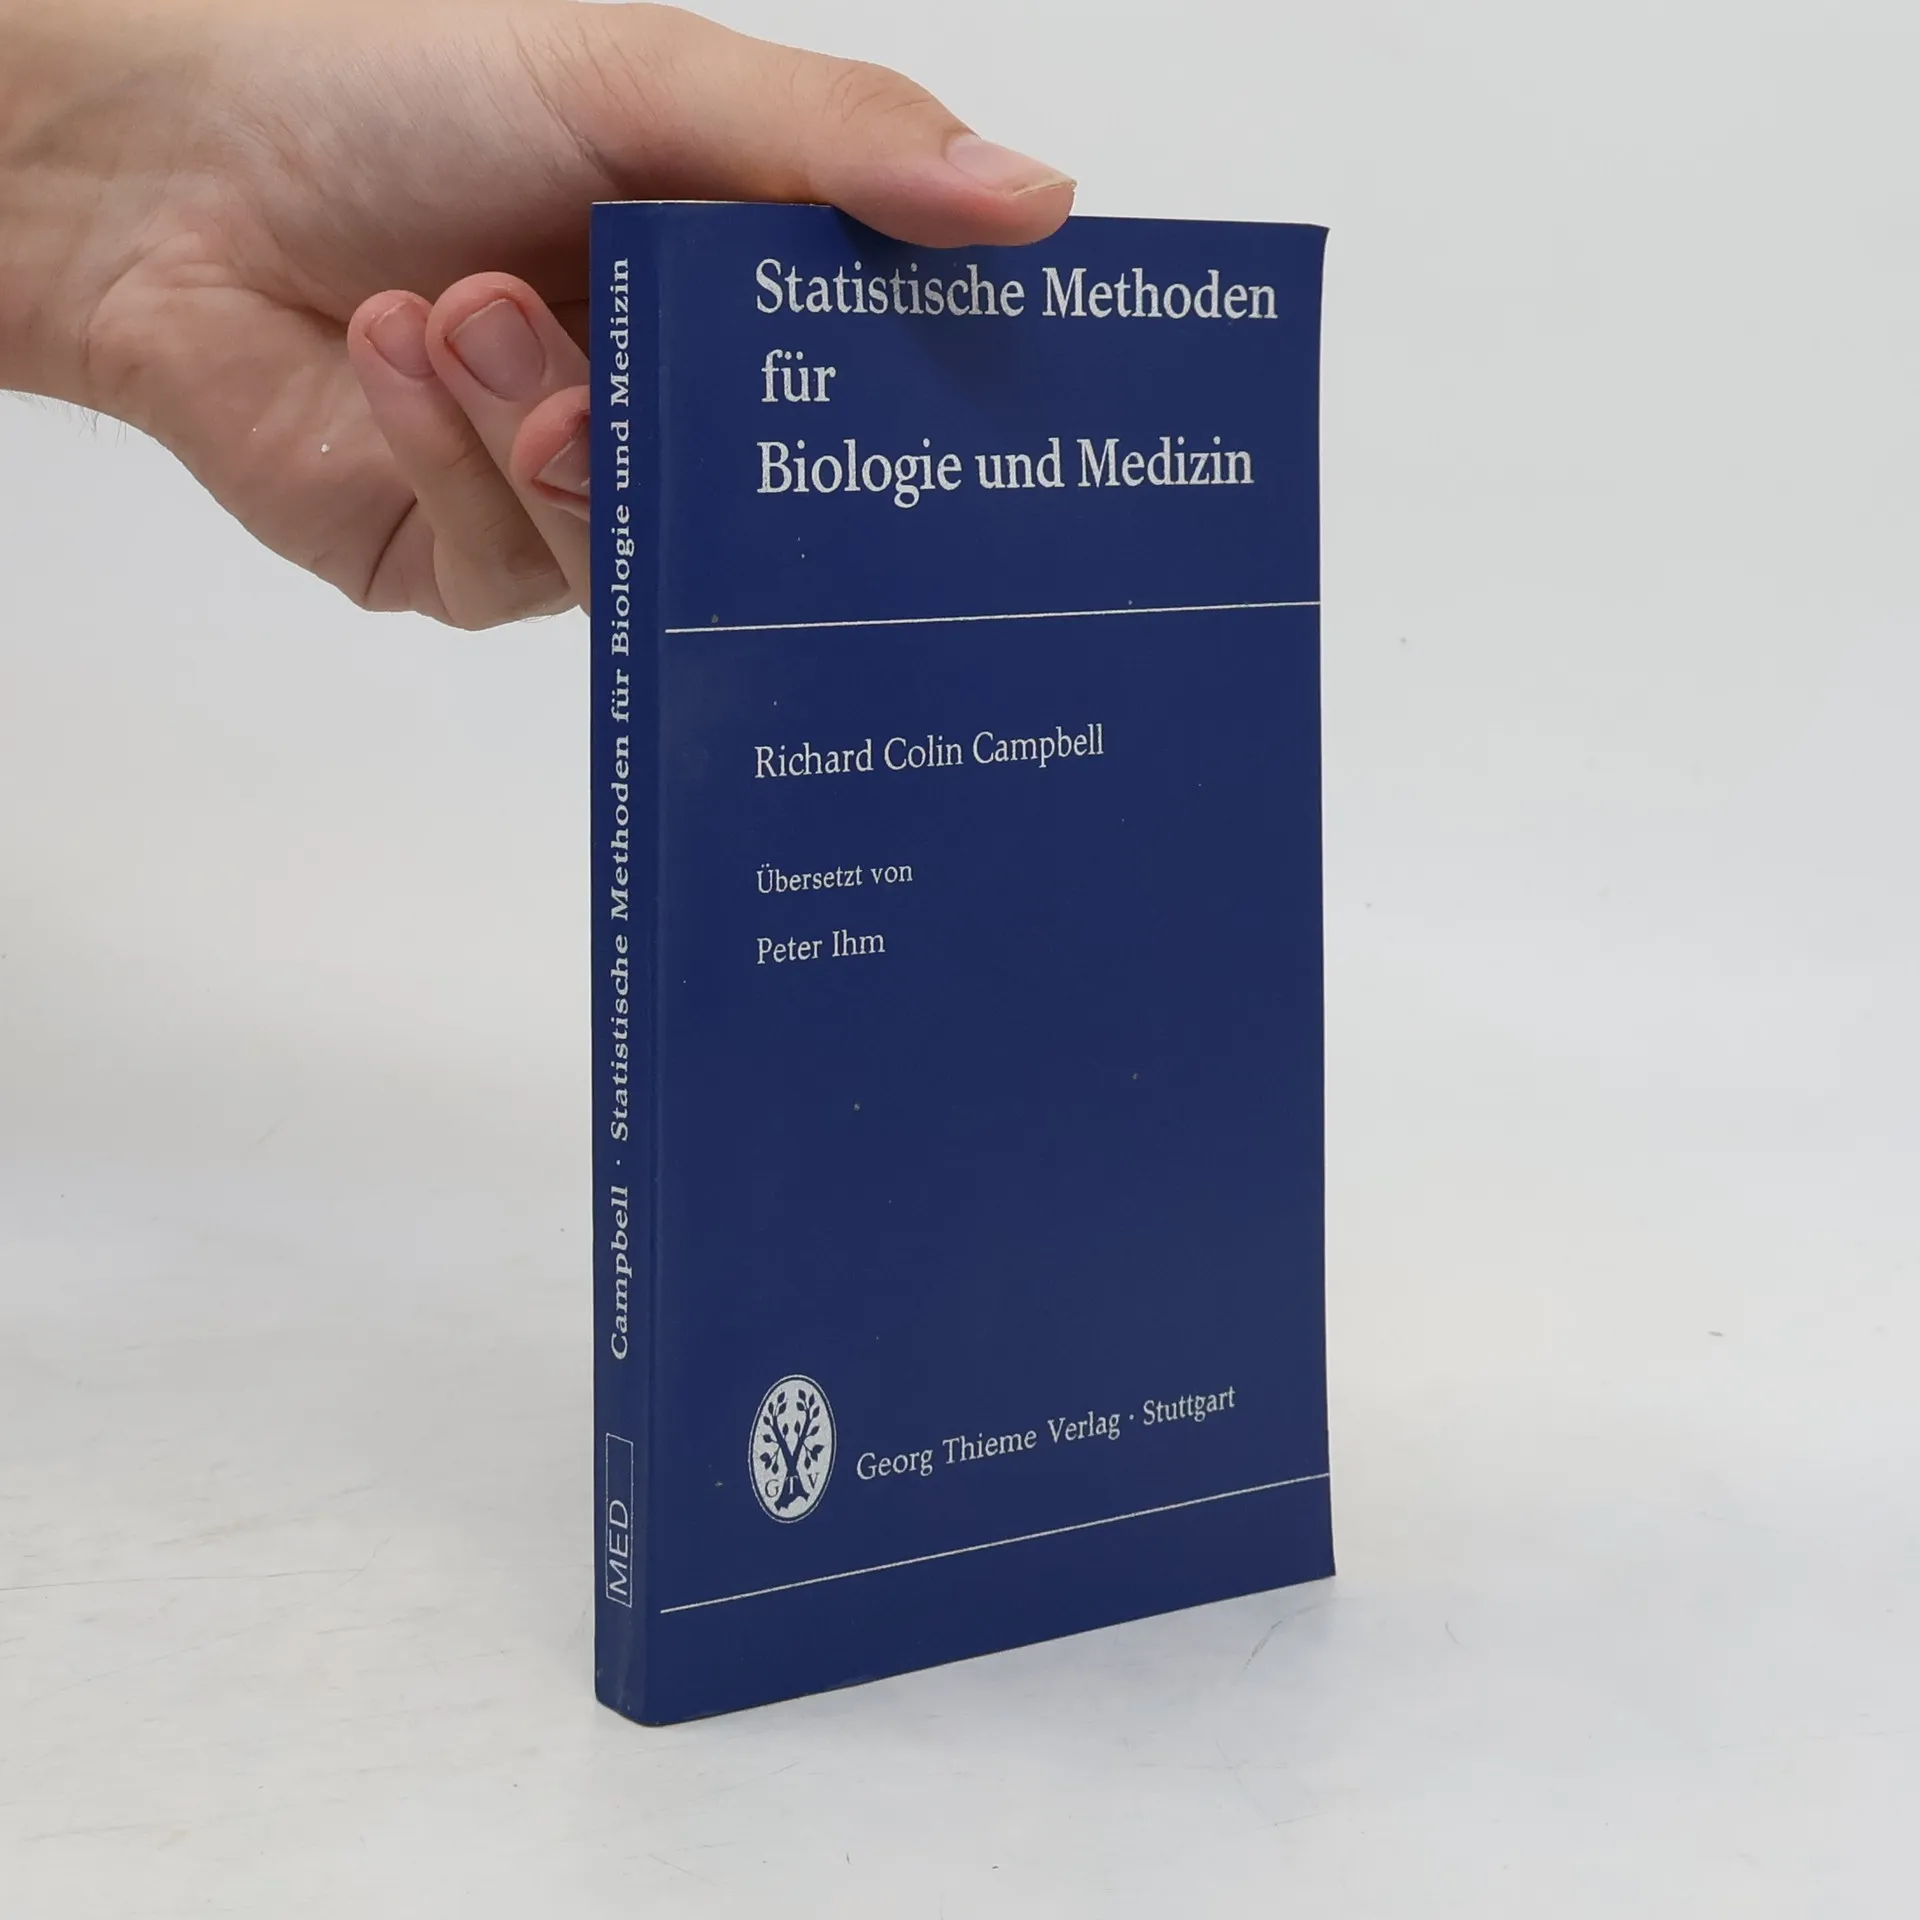 Statistische Methoden
für
Biologie und Medizin
Richard Colin Campbell
Übersetzt von
Peter Ihm
GTV
Georg Thieme Verlag · Stuttgart
Campbell · Statistische Methoden für Biologie und Medizin
MED